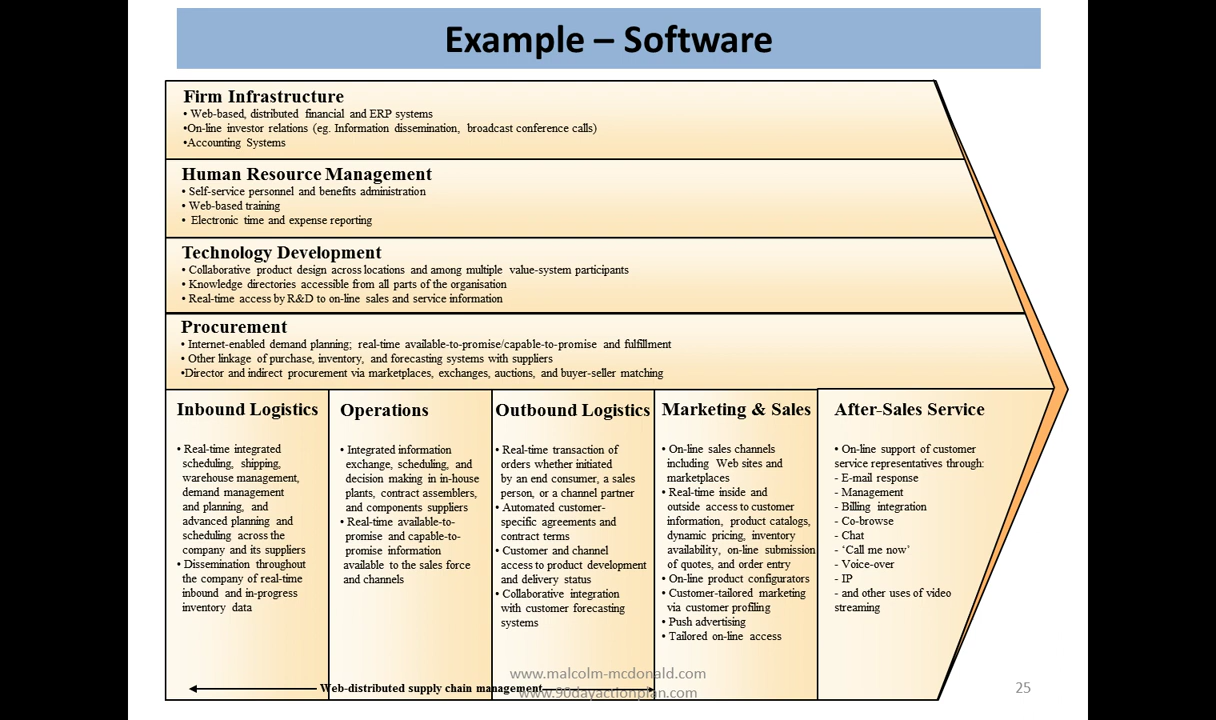 Example – Software
Firm Infrastructure
• Web-based, distributed financial and ERP systems
•On-line investor relations (eg. Information dissemination, broadcast conference calls)
•Accounting Systems
Human Resource Management
• Self-service personnel and benefits administration
• Web-based training
• Electronic time and expense reporting
Technology Development
• Collaborative product design across locations and among multiple value-system participants
• Knowledge directories accessible from all parts of the organisation
• Real-time access by R&D to on-line sales and service information
Procurement
• Internet-enabled demand planning; real-time available-to-promise/capable-to-promise and fulfillment
• Other linkage of purchase, inventory, and forecasting systems with suppliers
•Director and indirect procurement via marketplaces, exchanges, auctions, and buyer-seller matching
Inbound Logistics
• Real-time integrated
scheduling, shipping,
warehouse management,
demand management
and planning, and
advanced planning and
scheduling across the
company and its suppliers
• Dissemination throughout
the company of real-time
inbound and in-progress
inventory data
Operations
• Integrated information
exchange, scheduling, and
decision making in in-house
plants, contract assemblers,
and components suppliers
• Real-time available-to-
promise and capable-to-
promise information
available to the sales force
and channels
Outbound Logistics
• Real-time transaction of
orders whether initiated
by an end consumer, a sales
person, or a channel partner
• Automated customer-
specific agreements and
contract terms
• Customer and channel
access to product development
and delivery status
• Collaborative integration
with customer forecasting
systems
Marketing & Sales
• On-line sales channels
including Web sites and
marketplaces
• Real-time inside and
outside access to customer
information, product catalogs,
dynamic pricing, inventory
availability, on-line submission
of quotes, and order entry
• On-line product configurators
• Customer-tailored marketing
via customer profiling
• Push advertising
• Tailored on-line access
After-Sales Service
• On-line support of customer
service representatives through:
- E-mail response
- Management
- Billing integration
- Co-browse
- Chat
- ‘Call me now’
- Voice-over
- IP
- and other uses of video
streaming
Web-distributed supply chain management
www.malcolm-mcdonald.com
www.90dayactionplan.com
25